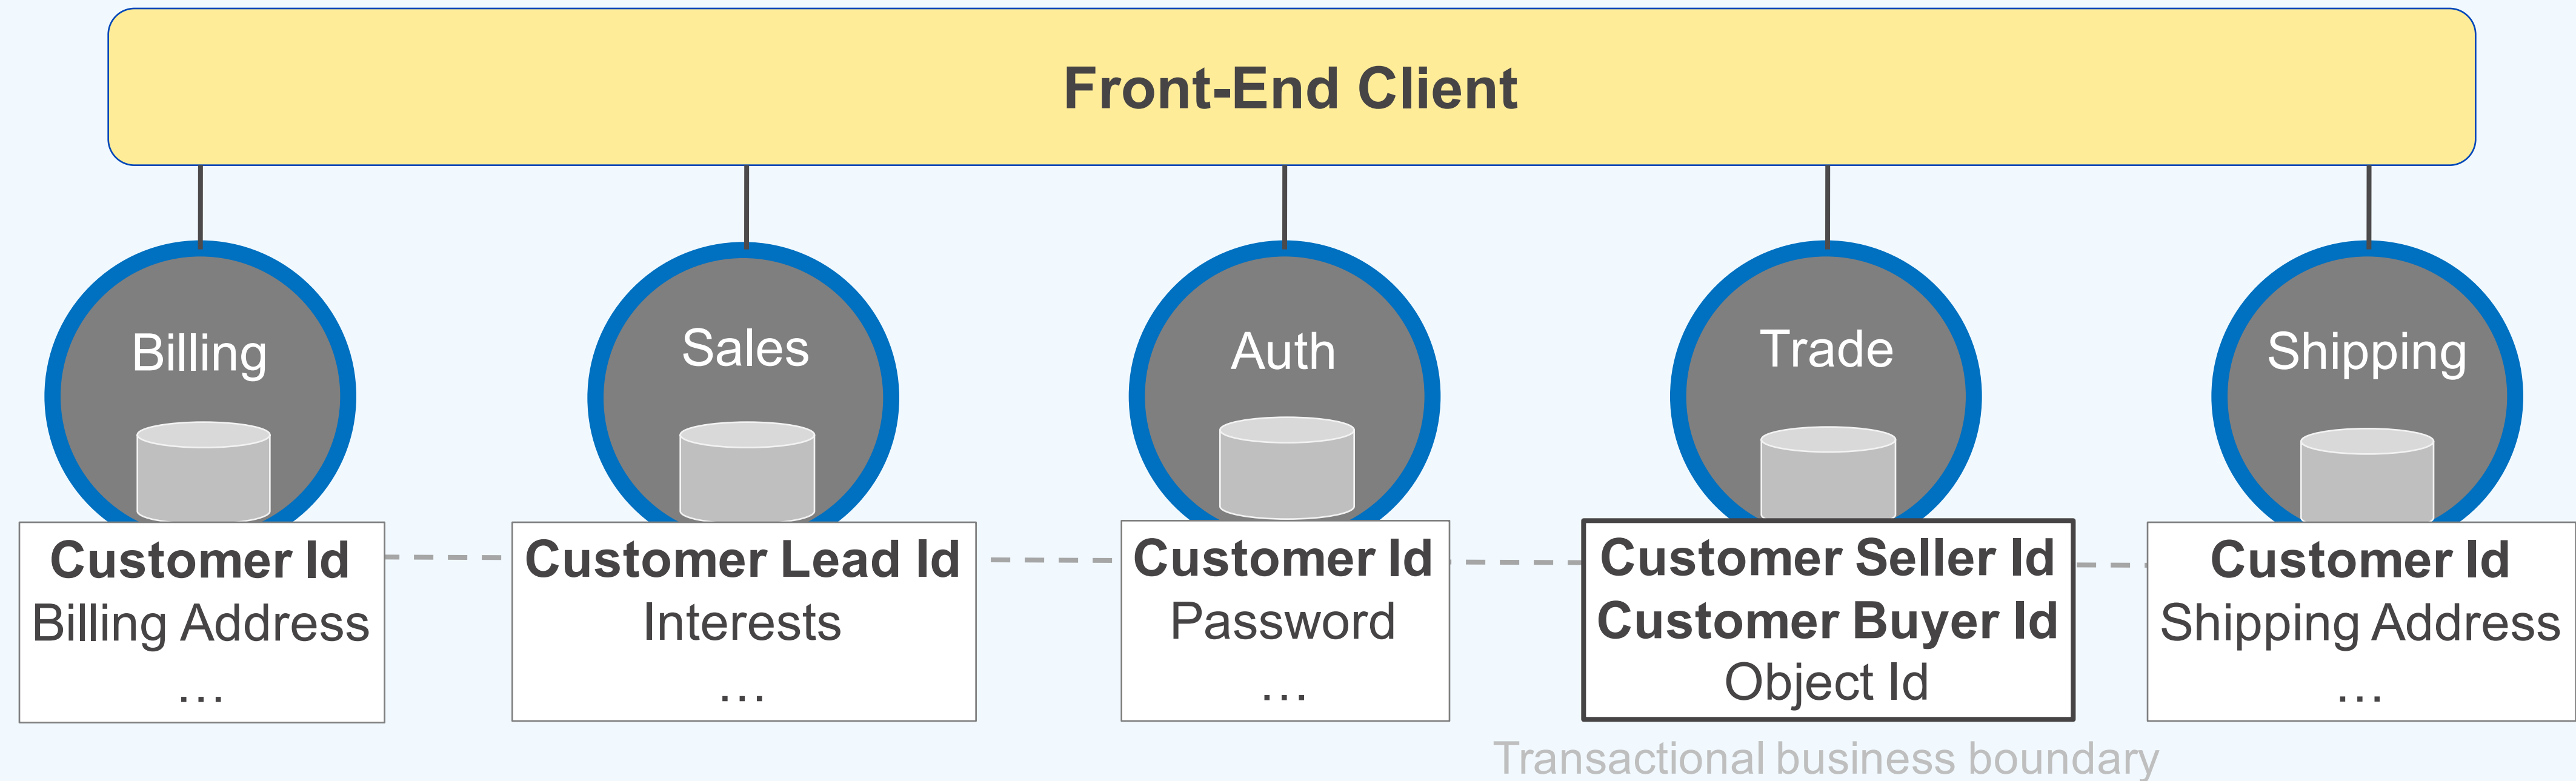 Front-End Client
Billing
Sales
Auth
Trade
Shipping
Customer Id
Billing Address
…
Customer Lead Id
Interests
…
Customer Id
Password
…
Customer Seller Id
Customer Buyer Id
Object Id
Customer Id
Shipping Address
…
Transactional business boundary